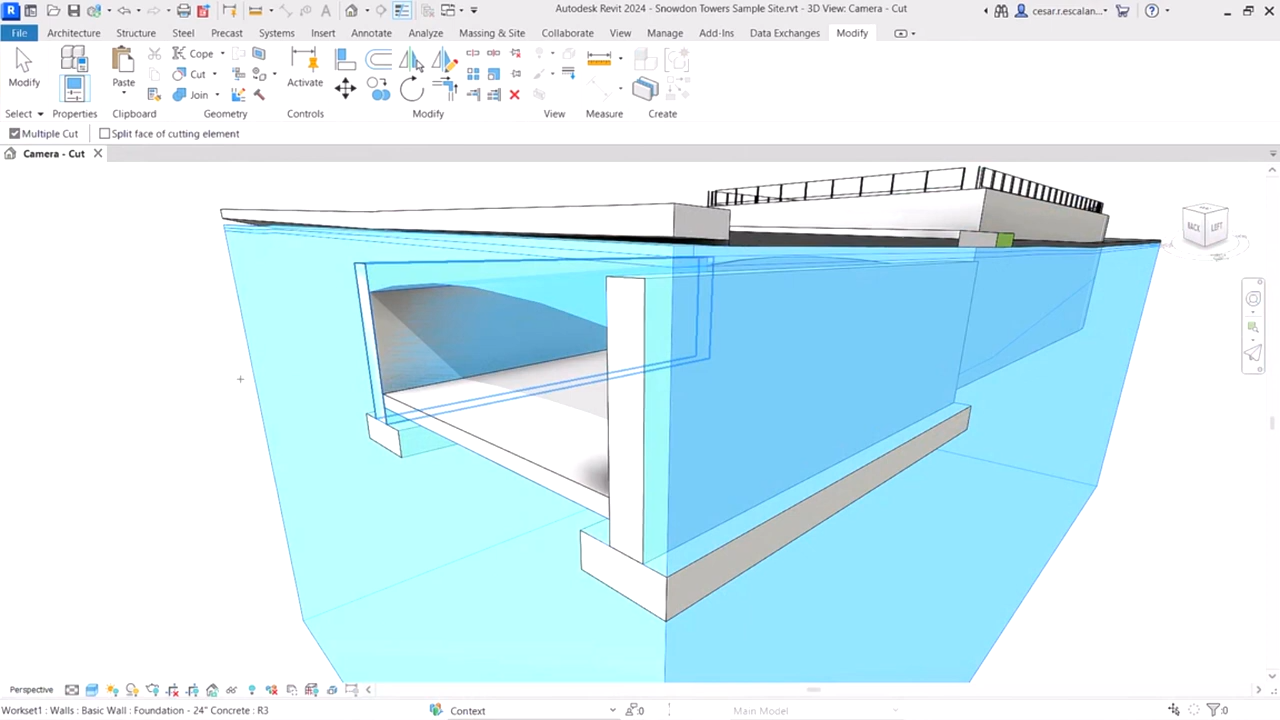 R Autodesk Revit 2024 - Snowdon Towers Sample Site.rvt - 3D View: Camera - Cut cesar.r.escalan...
File Architecture Structure Steel Precast Systems Insert Annotate Analyze Massing & Site Collaborate View Manage Add-Ins Data Exchanges Modify
Modify Paste Cope Cut Join Activate
Select Properties Clipboard Geometry Controls Modify View Measure Create
Multiple Cut Split face of cutting element
Camera - Cut
BACK LEFT
Perspective
Workset1 : Walls : Basic Wall : Foundation - 24" Concrete : R3 Context :0 Main Model :0